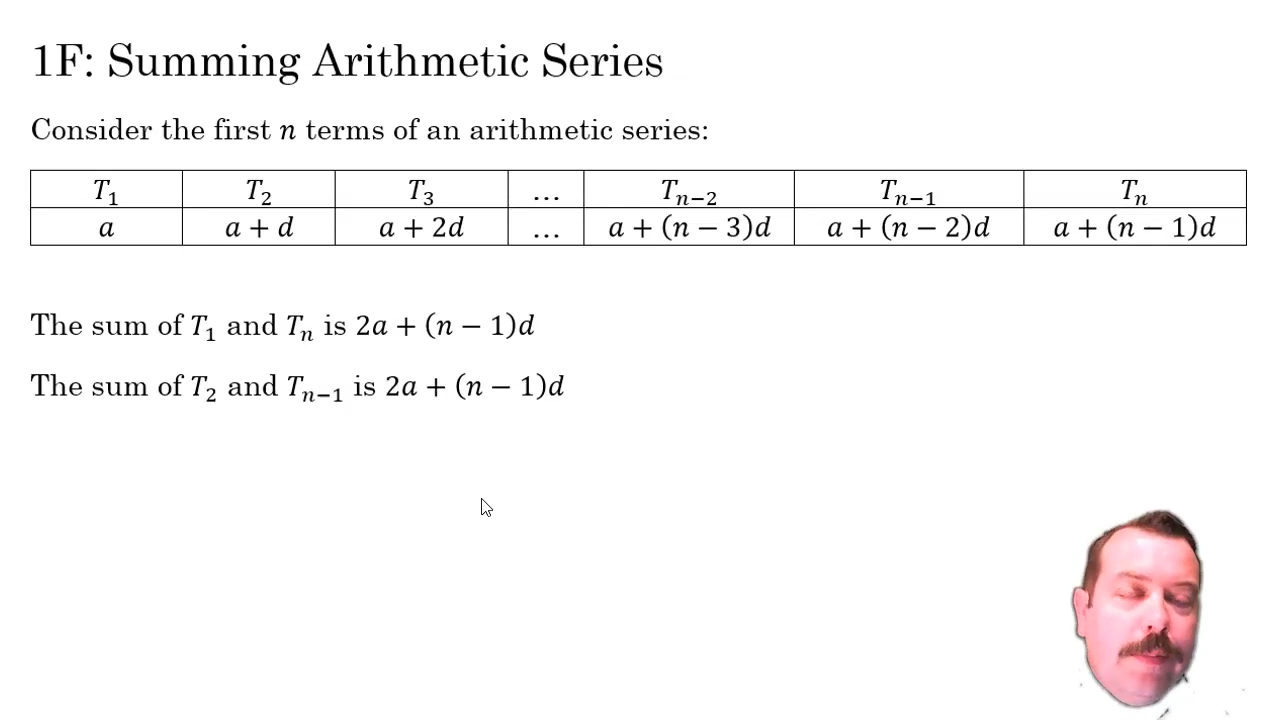 1F: Summing Arithmetic Series
Consider the first n terms of an arithmetic series:
T₁ T₂ T₃ … Tₙ₋₂ Tₙ₋₁ Tₙ
a a + d a + 2d … a + (n − 3)d a + (n − 2)d a + (n − 1)d
The sum of T₁ and Tₙ is 2a + (n − 1)d
The sum of T₂ and Tₙ₋₁ is 2a + (n − 1)d